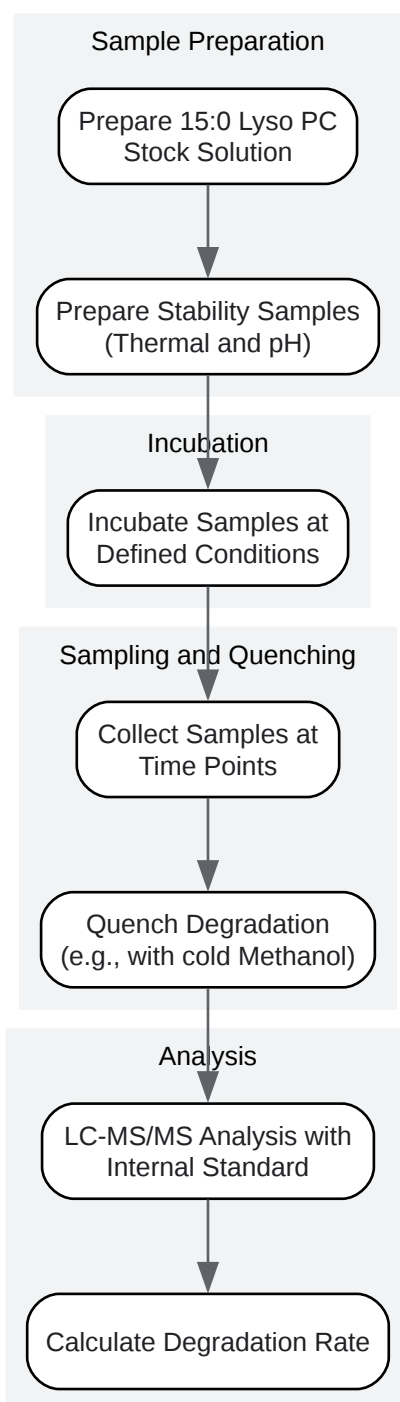 Sample Preparation
Prepare 15:0 Lyso PC
Stock Solution
Prepare Stability Samples
(Thermal and pH)
Incubation
Incubate Samples at
Defined Conditions
Sampling and Quenching
Collect Samples at
Time Points
Quench Degradation
(e.g., with cold Methanol)
Analysis
LC-MS/MS Analysis with
Internal Standard
Calculate Degradation Rate